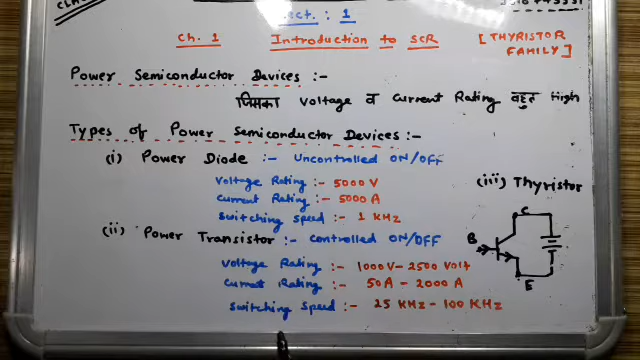 Lect. : 1
Ch. 1 Introduction to SCR [THYRISTOR FAMILY]
Power Semiconductor Devices :-
जिसका voltage व Current Rating बहुत High
Types of Power Semiconductor Devices :-
(i) Power Diode :- Uncontrolled ON/OFF
Voltage Rating :- 5000 V
Current Rating :- 5000 A
Switching speed :- 1 KHz
(iii) Thyristor
(ii) Power Transistor :- Controlled ON/OFF
Voltage Rating :- 1000 V - 2500 Volt
Current Rating :- 50 A - 2000 A
Switching Speed :- 25 KHz - 100 KHz
C
B
E